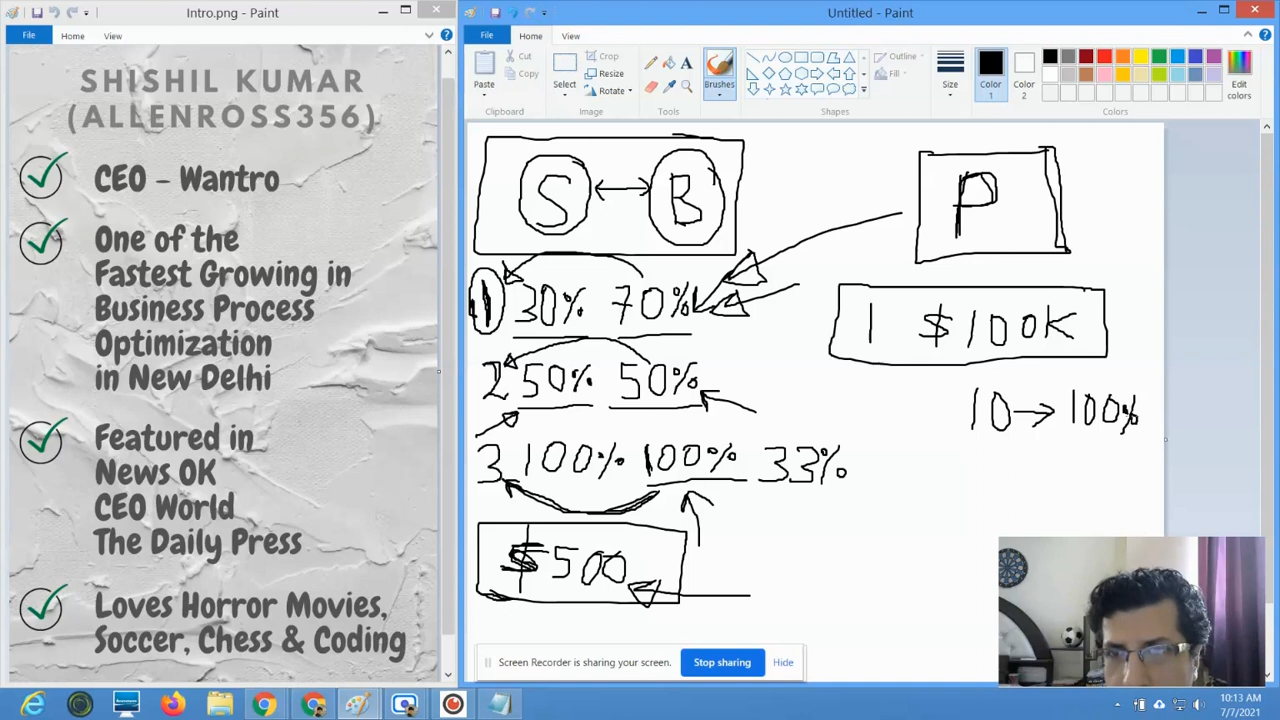 Intro.png - Paint
File
Home
View
SHISHIL KUMAR
(ALLENROSS356)
CEO – Wantro
One of the
Fastest Growing in
Business Process
Optimization
in New Delhi
Featured in
News OK
CEO World
The Daily Press
Loves Horror Movies,
Soccer, Chess & Coding
Untitled - Paint
File
Home
View
Paste
Cut
Copy
Clipboard
Select
Crop
Resize
Rotate
Image
A
Tools
Brushes
Outline
Fill
Shapes
Size
Color 1
Color 2
Edit colors
Colors
S B
P
1 30% 70%
1 $100K
2 50% 50%
10 → 100%
3 100% 100% 33%
$500
Screen Recorder is sharing your screen.
Stop sharing
Hide
10:13 AM
7/7/2021